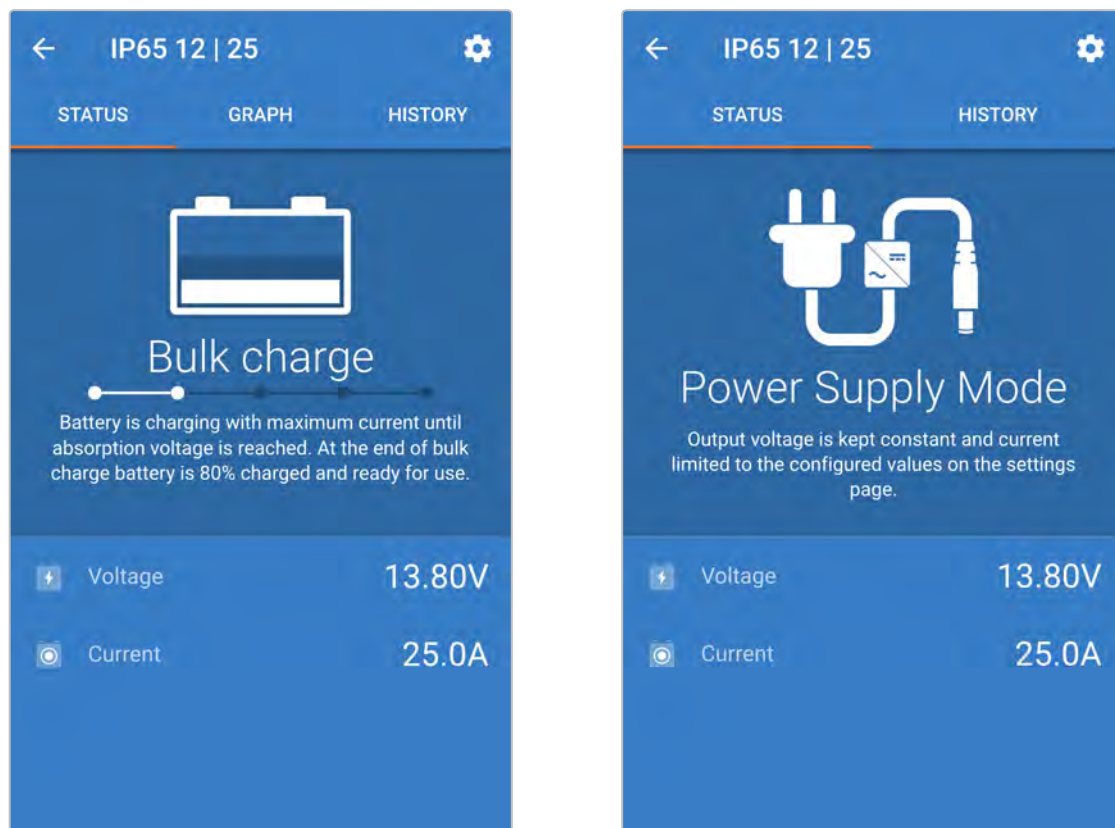 IP65 12 | 25
STATUS GRAPH HISTORY
Bulk charge
Battery is charging with maximum current until
absorption voltage is reached. At the end of bulk
charge battery is 80% charged and ready for use.
Voltage 13.80V
Current 25.0A
IP65 12 | 25
STATUS HISTORY
Power Supply Mode
Output voltage is kept constant and current
limited to the configured values on the settings
page.
Voltage 13.80V
Current 25.0A